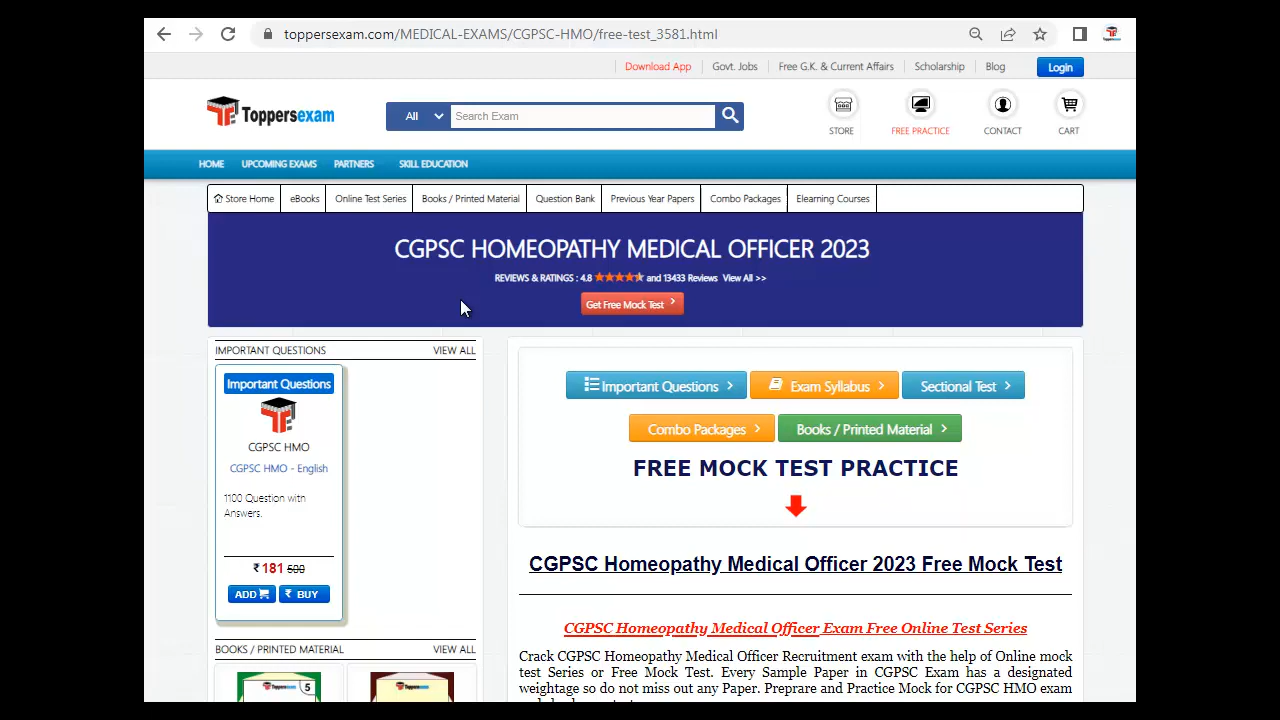 toppersexam.com/MEDICAL-EXAMS/CGPSC-HMO/free-test_3581.html
Download App Govt. Jobs Free G.K. & Current Affairs Scholarship Blog Login
Toppersexam
All Search Exam
STORE FREE PRACTICE CONTACT CART
HOME UPCOMING EXAMS PARTNERS SKILL EDUCATION
Store Home eBooks Online Test Series Books / Printed Material Question Bank Previous Year Papers Combo Packages Elearning Courses
CGPSC HOMEOPATHY MEDICAL OFFICER 2023
REVIEWS & RATINGS : 4.8 and 13433 Reviews View All >>
Get Free Mock Test
IMPORTANT QUESTIONS VIEW ALL
Important Questions
CGPSC HMO
CGPSC HMO - English
1100 Question with
Answers.
₹ 181 500
ADD ₹ BUY
BOOKS / PRINTED MATERIAL VIEW ALL
Toppersexam 5
Toppersexam
Important Questions Exam Syllabus Sectional Test
Combo Packages Books / Printed Material
FREE MOCK TEST PRACTICE
CGPSC Homeopathy Medical Officer 2023 Free Mock Test
CGPSC Homeopathy Medical Officer Exam Free Online Test Series
Crack CGPSC Homeopathy Medical Officer Recruitment exam with the help of Online mock
test Series or Free Mock Test. Every Sample Paper in CGPSC Exam has a designated
weightage so do not miss out any Paper. Preprare and Practice Mock for CGPSC HMO exam